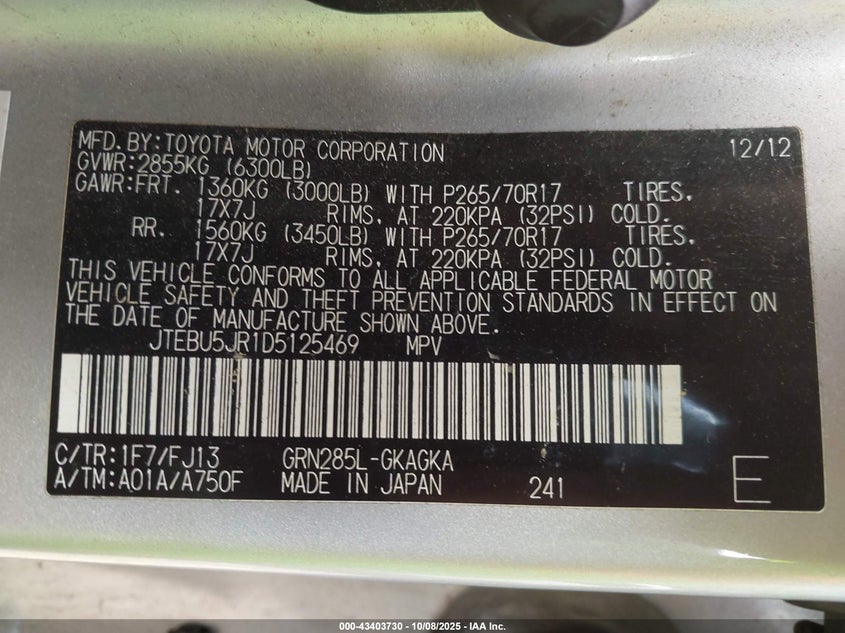 MFD. BY: TOYOTA MOTOR CORPORATION 12/12
GVWR: 2855KG (6300LB)
GAWR: FRT. 1360KG (3000LB) WITH P265/70R17 TIRES,
17X7J RIMS, AT 220KPA (32PSI) COLD.
RR. 1560KG (3450LB) WITH P265/70R17 TIRES,
17X7J RIMS, AT 220KPA (32PSI) COLD.
THIS VEHICLE CONFORMS TO ALL APPLICABLE FEDERAL MOTOR
VEHICLE SAFETY AND THEFT PREVENTION STANDARDS IN EFFECT ON
THE DATE OF MANUFACTURE SHOWN ABOVE.
JTEBU5JR1D5125469 MPV
C/TR: 1F7/FJ13 GRN285L-GKAGKA
A/TM: A01A/A750F MADE IN JAPAN 241 E
000-43403730 - 10/08/2025 - IAA Inc.